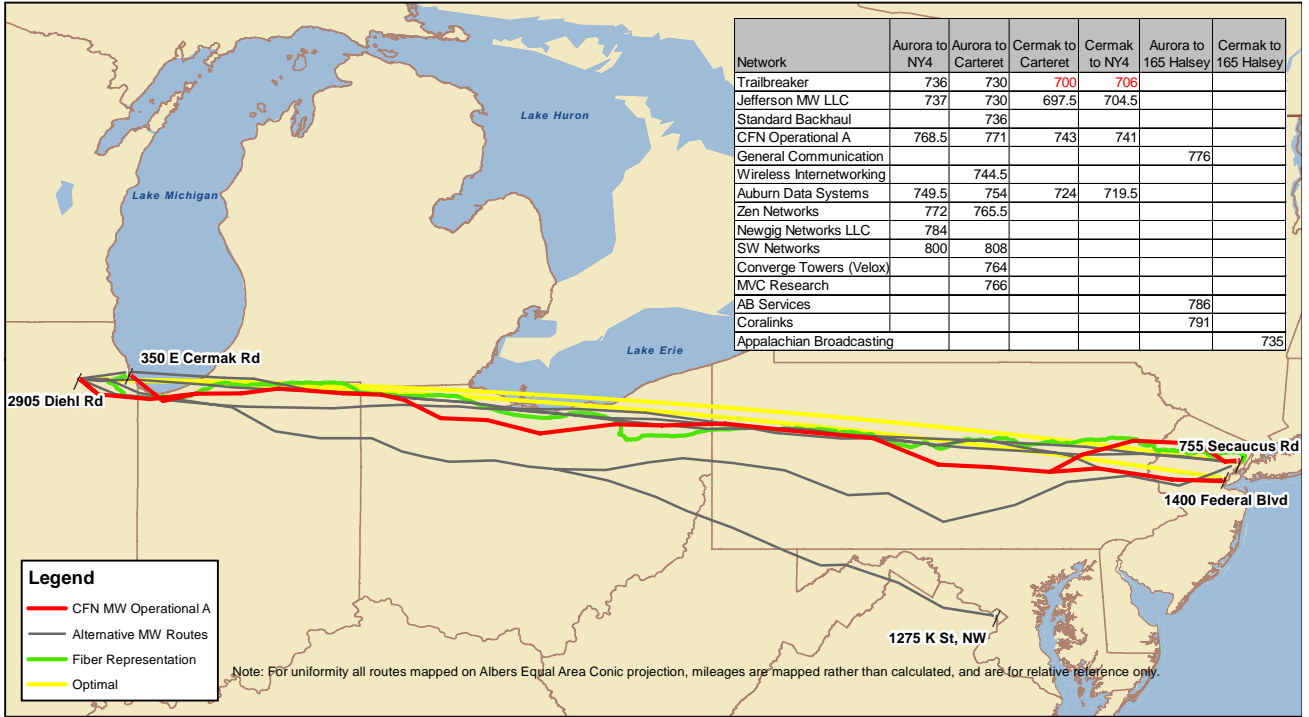 Network Aurora to NY4 Aurora to Carteret Cermak to Carteret Cermak to NY4 Aurora to 165 Halsey Cermak to 165 Halsey
Trailbreaker 736 730 700 706
Jefferson MW LLC 737 730 697.5 704.5
Standard Backhaul 736
CFN Operational A 768.5 771 743 741
General Communication 776
Wireless Internetworking 744.5
Auburn Data Systems 749.5 754 724 719.5
Zen Networks 772 765.5
Newgig Networks LLC 784
SW Networks 800 808
Converge Towers (Velox) 764
MVC Research 766
AB Services 786
Coralinks 791
Appalachian Broadcasting 735
Lake Huron
Lake Michigan
Lake Erie
350 E Cermak Rd
2905 Diehl Rd
755 Secaucus Rd
1400 Federal Blvd
1275 K St, NW
Legend
CFN MW Operational A
Alternative MW Routes
Fiber Representation
Optimal
Note: For uniformity all routes mapped on Albers Equal Area Conic projection, mileages are mapped rather than calculated, and are for relative reference only.